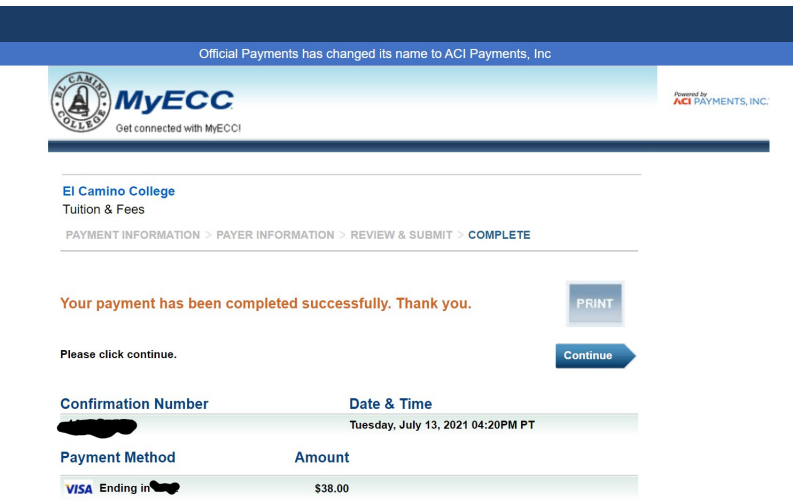 Official Payments has changed its name to ACI Payments, Inc
EL CAMINO COLLEGE
MyECC
Get connected with MyECC!
Powered by
ACI PAYMENTS, INC.
El Camino College
Tuition & Fees
PAYMENT INFORMATION > PAYER INFORMATION > REVIEW & SUBMIT > COMPLETE
Your payment has been completed successfully. Thank you.
PRINT
Please click continue.
Continue
Confirmation Number Date & Time
Tuesday, July 13, 2021 04:20PM PT
Payment Method Amount
VISA Ending in $38.00